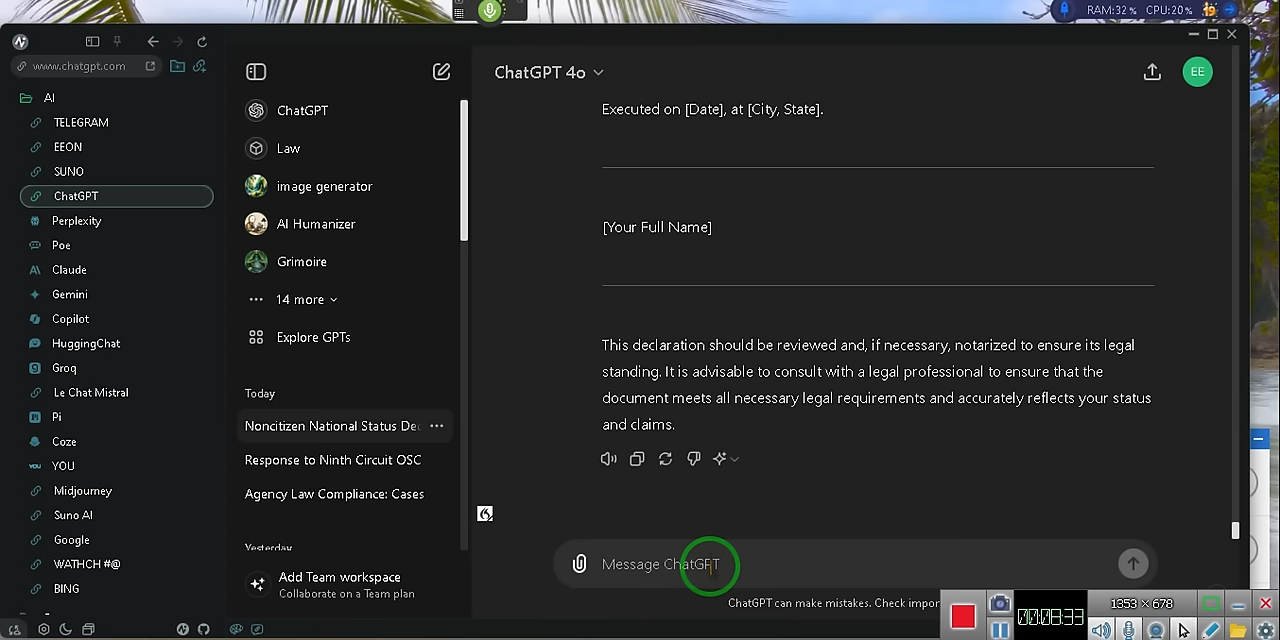 RAM:32% CPU:20%
www.chatgpt.com
AI
TELEGRAM
EEON
SUNO
ChatGPT
Perplexity
Poe
Claude
Gemini
Copilot
HuggingChat
Groq
Le Chat Mistral
Pi
Coze
YOU
Midjourney
Suno AI
Google
WATHCH #@
BING
ChatGPT
Law
image generator
AI Humanizer
Grimoire
14 more
Explore GPTs
Today
Noncitizen National Status Dec
Response to Ninth Circuit OSC
Agency Law Compliance: Cases
Yesterday
Add Team workspace
Collaborate on a Team plan
ChatGPT 4o
EE
Executed on [Date], at [City, State].
[Your Full Name]
This declaration should be reviewed and, if necessary, notarized to ensure its legal
standing. It is advisable to consult with a legal professional to ensure that the
document meets all necessary legal requirements and accurately reflects your status
and claims.
Message ChatGPT
ChatGPT can make mistakes. Check impor
1353 × 678